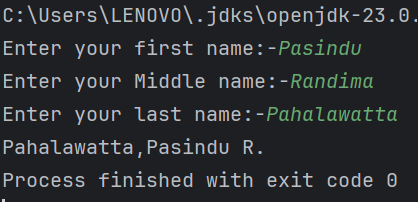 C:\Users\LENOVO\.jdks\openjdk-23.0.
Enter your first name:-Pasindu
Enter your Middle name:-Randima
Enter your last name:-Pahalawatta
Pahalawatta,Pasindu R.
Process finished with exit code 0